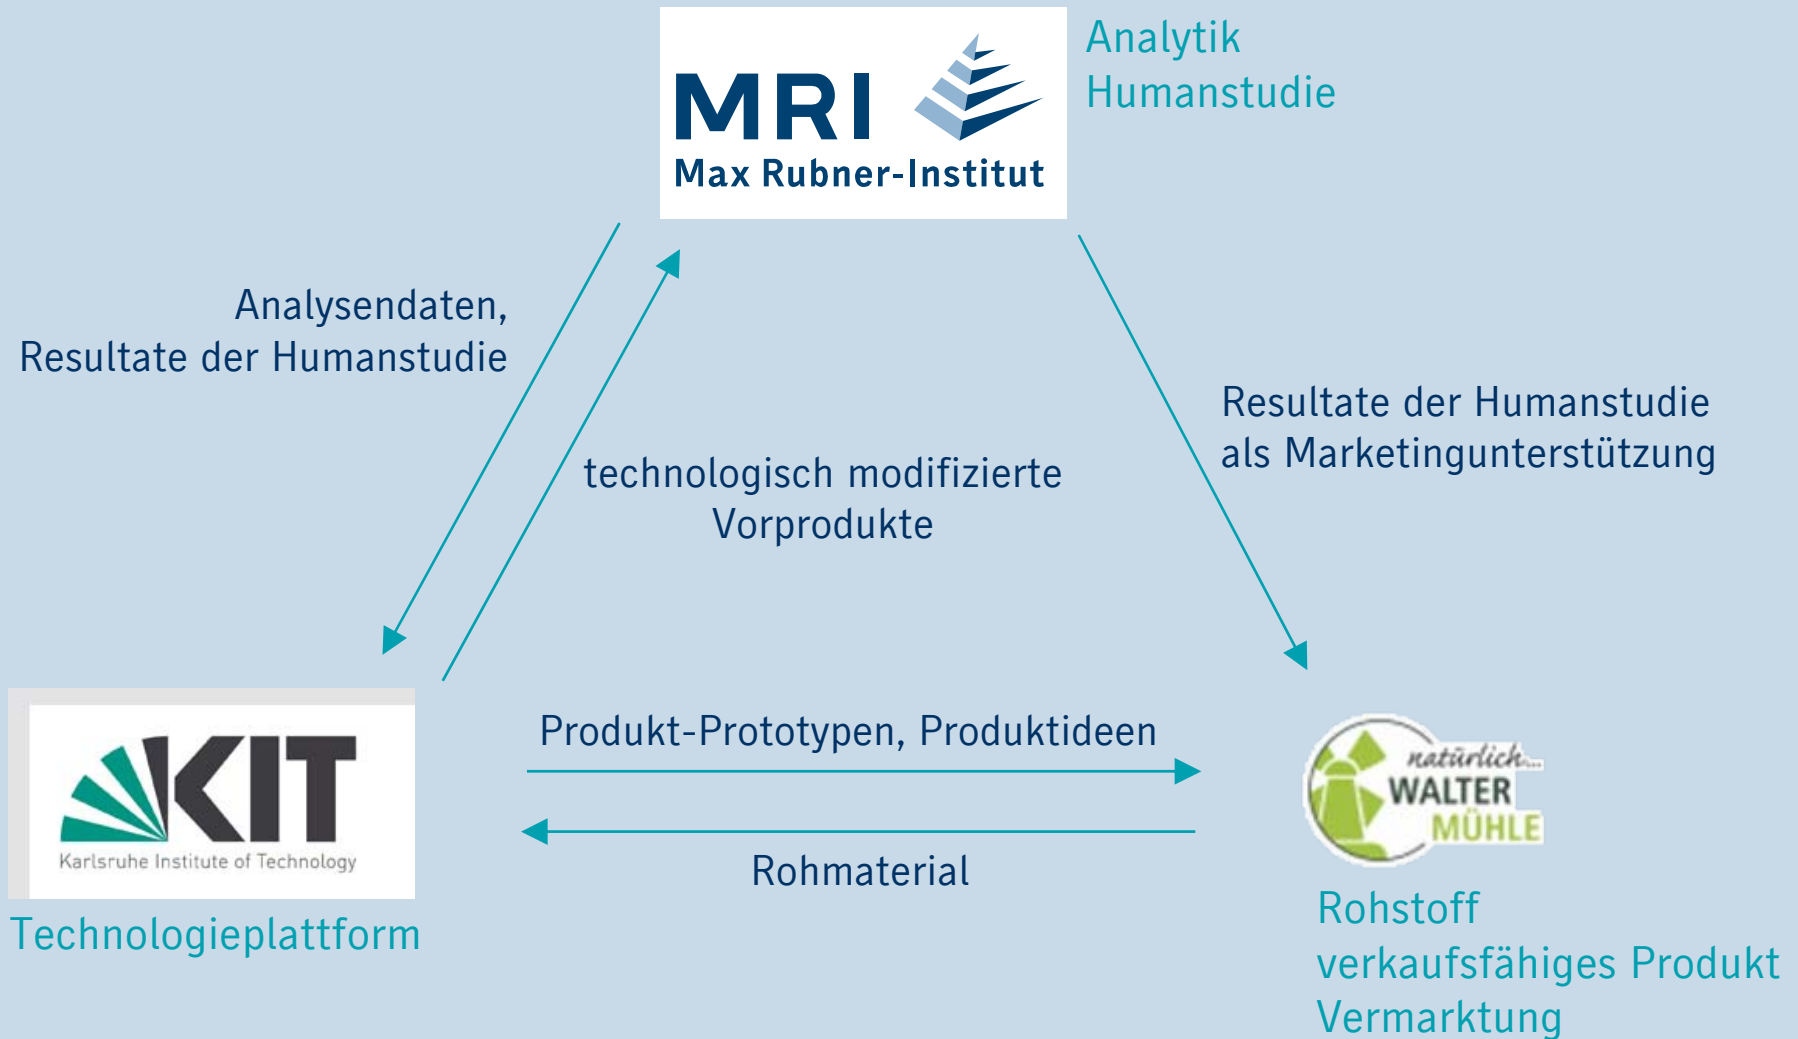 MRI
Max Rubner-Institut
Analytik
Humanstudie
Analysendaten,
Resultate der Humanstudie
Resultate der Humanstudie
als Marketingunterstützung
technologisch modifizierte
Vorprodukte
Produkt-Prototypen, Produktideen
Rohmaterial
KIT
Karlsruhe Institute of Technology
Technologieplattform
natürlich...
WALTER
MÜHLE
Rohstoff
verkaufsfähiges Produkt
Vermarktung